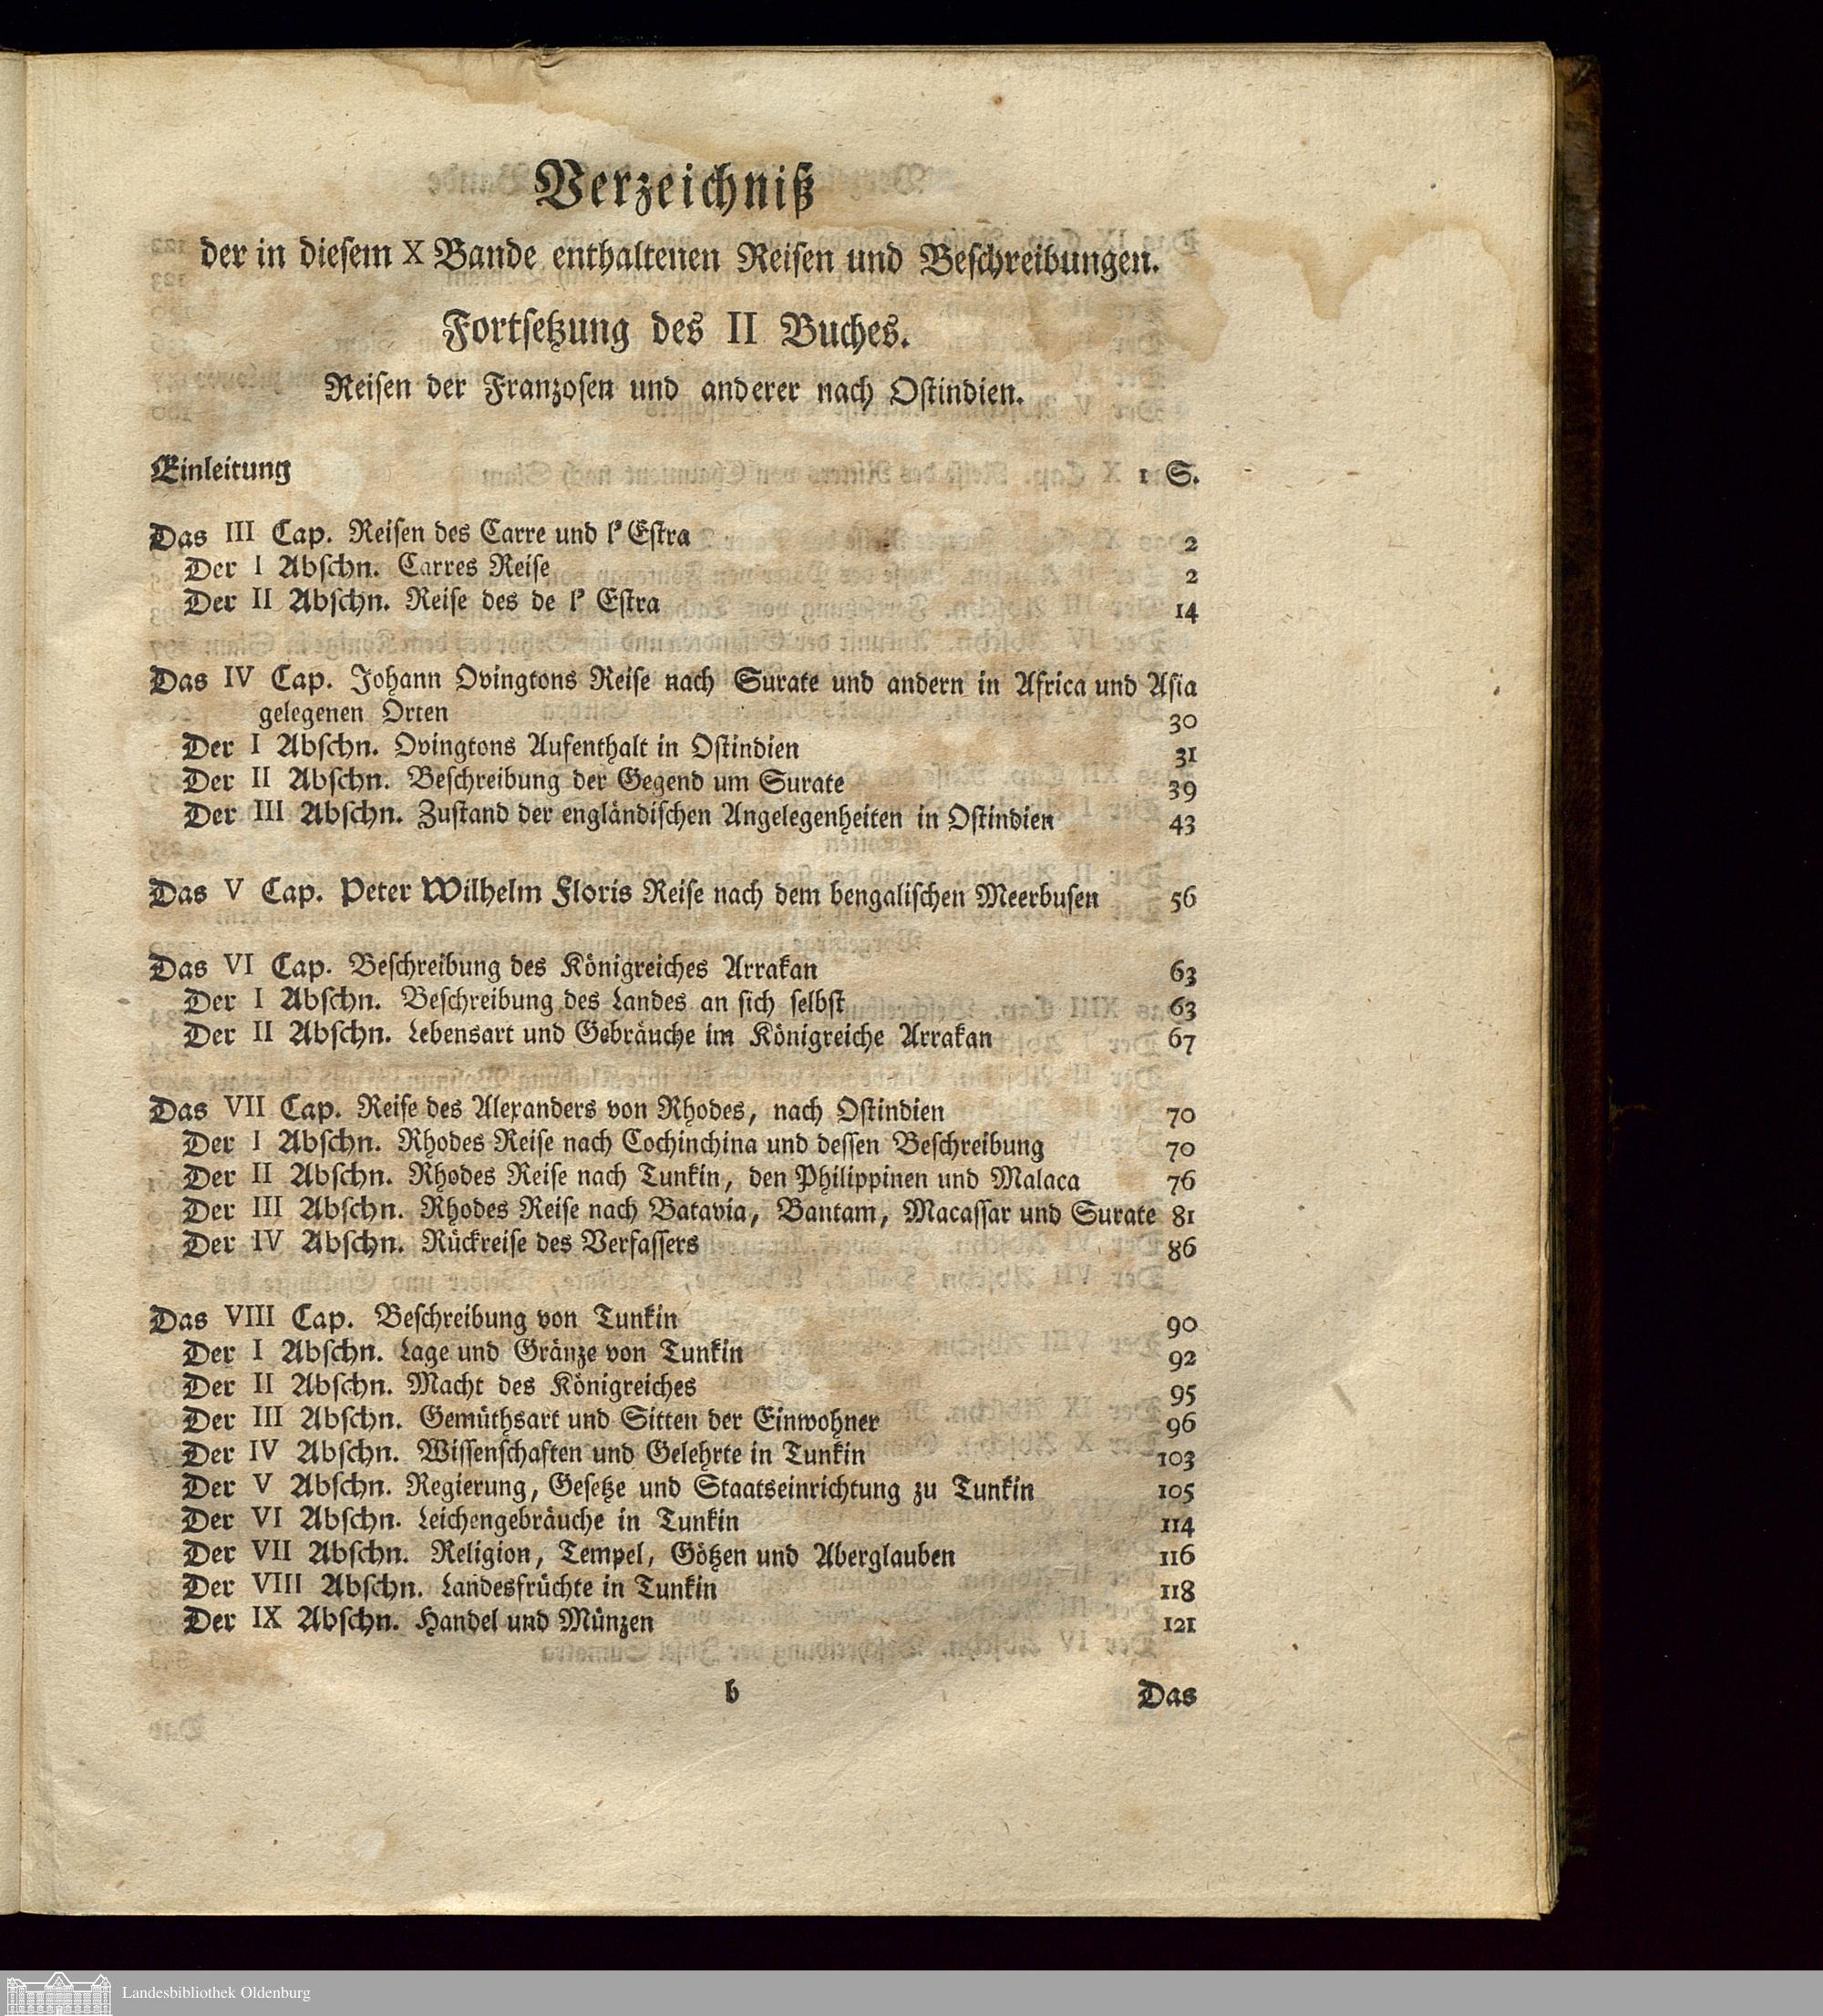 Verzeichniß
der in diesem X Bande enthaltenen Reisen und Beschreibungen.
Fortsetzung des II Buches.
Reisen der Franzosen und anderer nach Ostindien.
Einleitung 1 S.
Das III Cap. Reisen des Carre und l' Estra 2
Der I Abschn. Carres Reise 2
Der II Abschn. Reise des de l' Estra 14
Das IV Cap. Johann Ovingtons Reise nach Surate und andern in Africa und Asia
gelegenen Orten 30
Der I Abschn. Ovingtons Aufenthalt in Ostindien 31
Der II Abschn. Beschreibung der Gegend um Surate 39
Der III Abschn. Zustand der engländischen Angelegenheiten in Ostindien 43
Das V Cap. Peter Wilhelm Floris Reise nach dem bengalischen Meerbusen 56
Das VI Cap. Beschreibung des Königreiches Arrakan 63
Der I Abschn. Beschreibung des Landes an sich selbst 63
Der II Abschn. Lebensart und Gebräuche im Königreiche Arrakan 67
Das VII Cap. Reise des Alexanders von Rhodes, nach Ostindien 70
Der I Abschn. Rhodes Reise nach Cochinchina und dessen Beschreibung 70
Der II Abschn. Rhodes Reise nach Tunkin, den Philippinen und Malaca 76
Der III Abschn. Rhodes Reise nach Batavia, Bantam, Macassar und Surate 81
Der IV Abschn. Rückreise des Verfassers 86
Das VIII Cap. Beschreibung von Tunkin 90
Der I Abschn. Lage und Gränze von Tunkin 92
Der II Abschn. Macht des Königreiches 95
Der III Abschn. Gemüthsart und Sitten der Einwohner 96
Der IV Abschn. Wissenschaften und Gelehrte in Tunkin 103
Der V Abschn. Regierung, Gesetze und Staatseinrichtung zu Tunkin 105
Der VI Abschn. Leichengebräuche in Tunkin 114
Der VII Abschn. Religion, Tempel, Götzen und Aberglauben 116
Der VIII Abschn. Landesfrüchte in Tunkin 118
Der IX Abschn. Handel und Münzen 121
b Das
Landesbibliothek Oldenburg